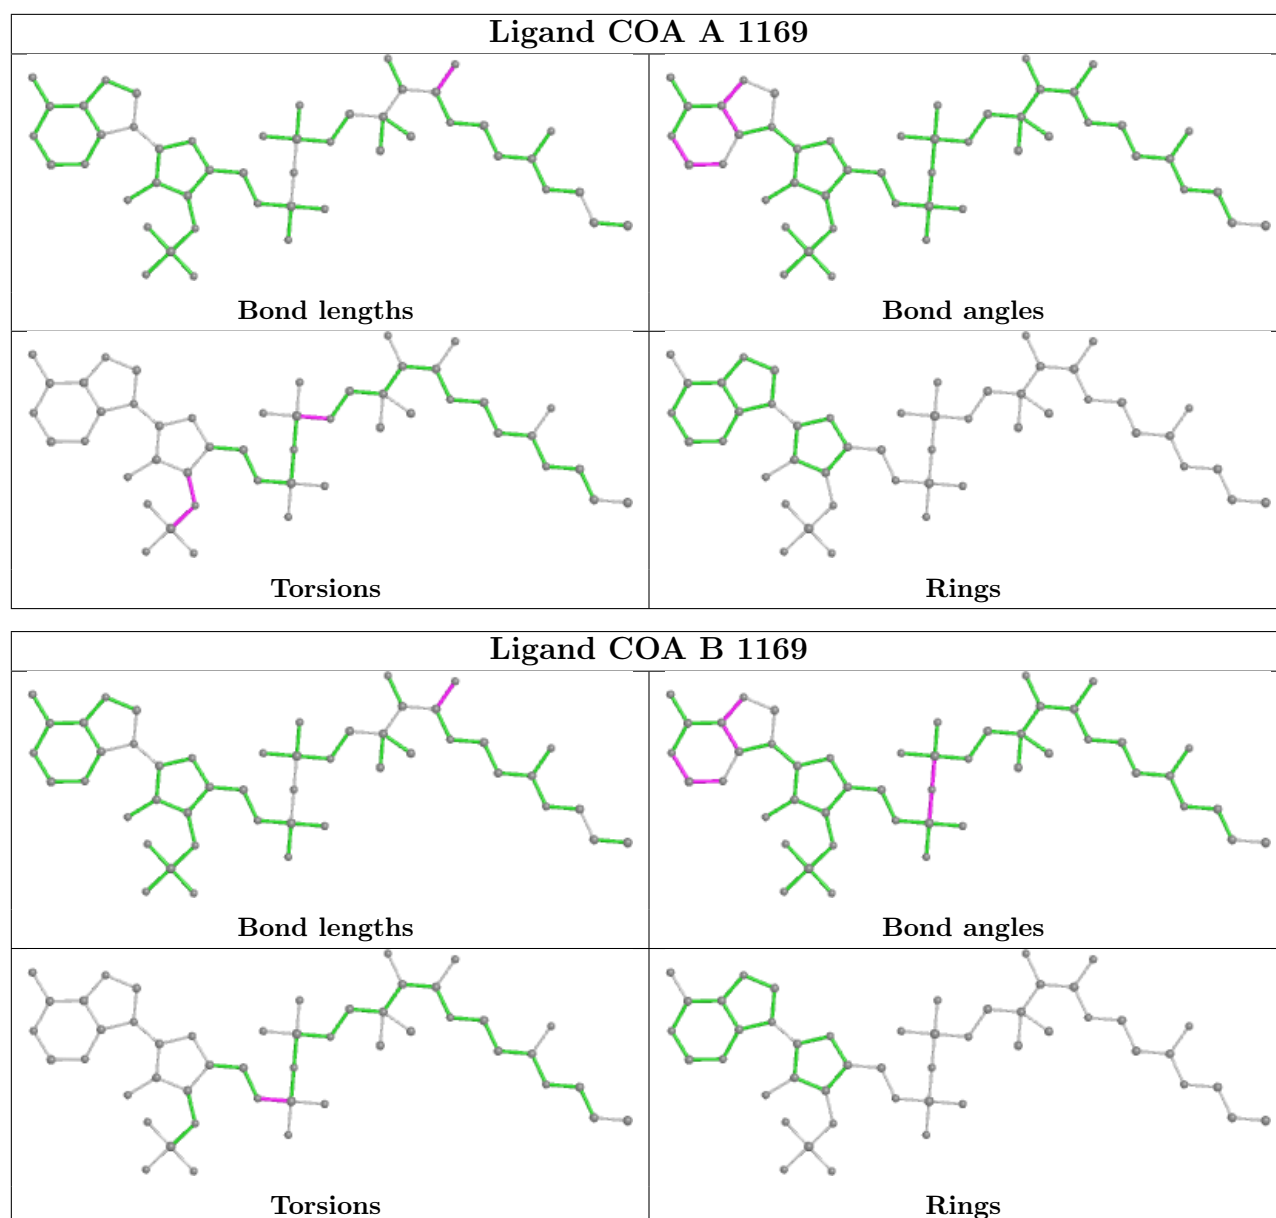 Ligand COA A 1169
Bond lengths
Bond angles
Torsions
Rings
Ligand COA B 1169
Bond lengths
Bond angles
Torsions
Rings